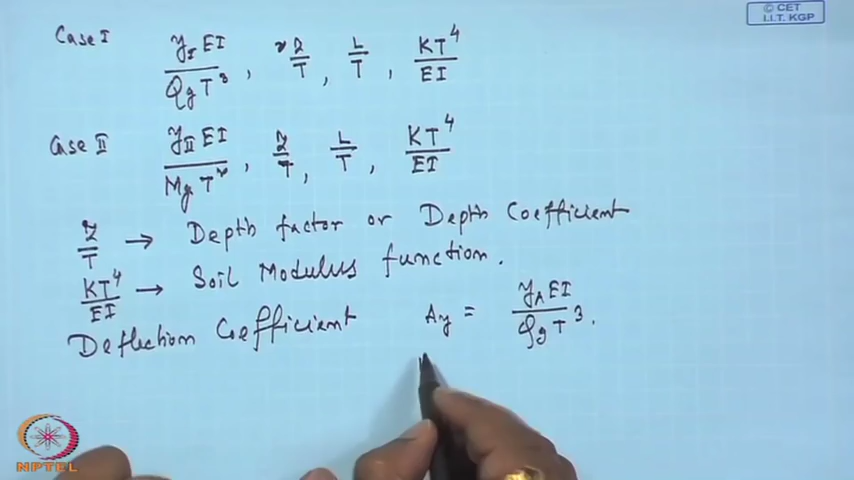 © CET
I.I.T. KGP
Case I y_I EI / Q_g T^3 , z/T , L/T , KT^4 / EI
Case II y_II EI / M_g T^2 , z/T , L/T , KT^4 / EI
z/T → Depth factor or Depth Coefficient
KT^4 / EI → Soil Modulus function.
Deflection Coefficient A_y = y_A EI / Q_g T^3 .
NPTEL